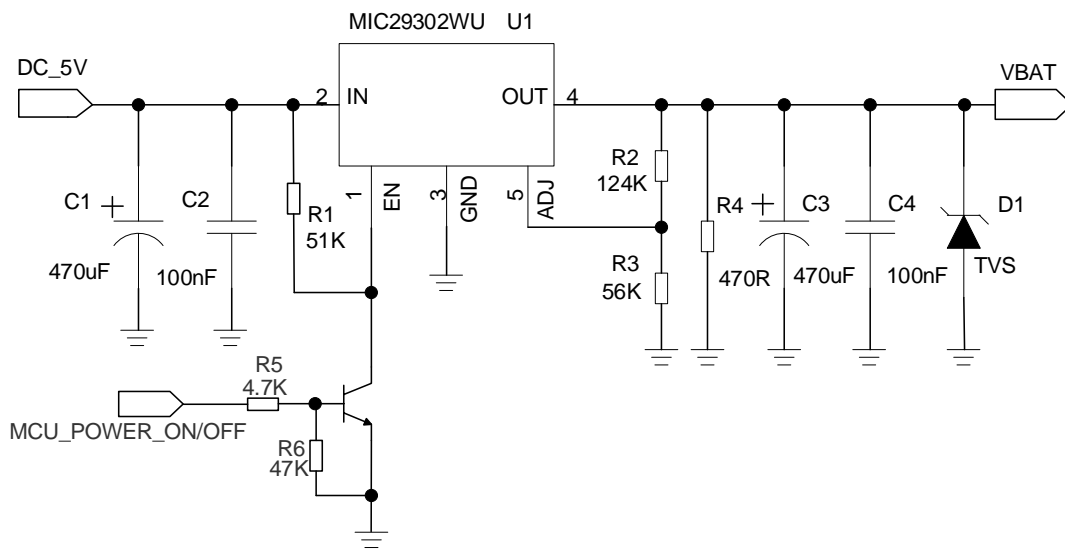 MIC29302WU U1
DC_5V
VBAT
2
IN
OUT
4
1
EN
3
GND
5
ADJ
C1
+
470uF
C2
100nF
R1
51K
R2
124K
R3
56K
R4
470R
+
C3
470uF
C4
100nF
D1
TVS
R5
4.7K
MCU_POWER_ON/OFF
R6
47K